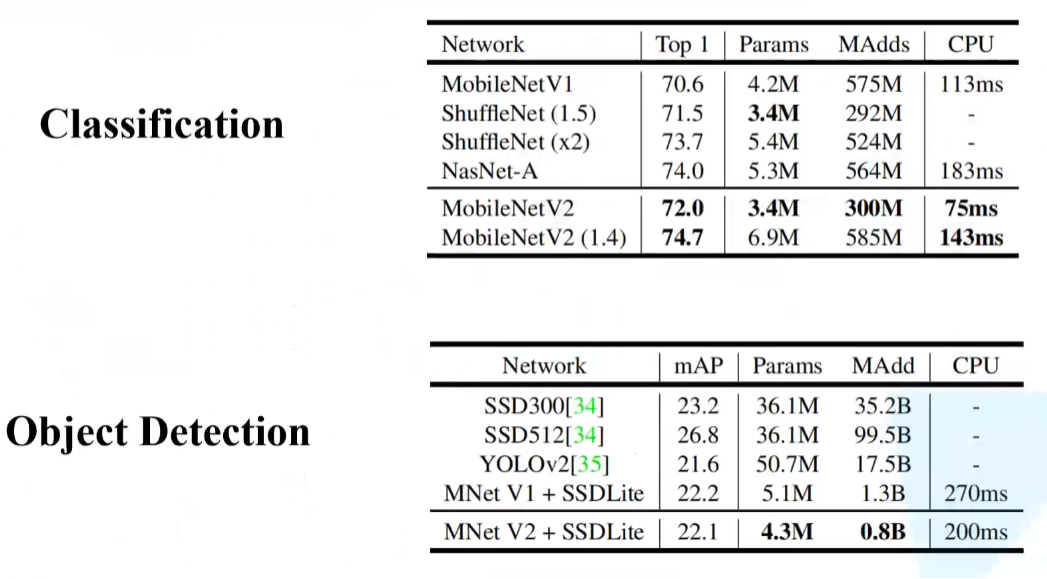 Classification
Network Top 1 Params MAdds CPU
MobileNetV1 70.6 4.2M 575M 113ms
ShuffleNet (1.5) 71.5 3.4M 292M -
ShuffleNet (x2) 73.7 5.4M 524M -
NasNet-A 74.0 5.3M 564M 183ms
MobileNetV2 72.0 3.4M 300M 75ms
MobileNetV2 (1.4) 74.7 6.9M 585M 143ms
Object Detection
Network mAP Params MAdd CPU
SSD300[34] 23.2 36.1M 35.2B -
SSD512[34] 26.8 36.1M 99.5B -
YOLOv2[35] 21.6 50.7M 17.5B -
MNet V1 + SSDLite 22.2 5.1M 1.3B 270ms
MNet V2 + SSDLite 22.1 4.3M 0.8B 200ms